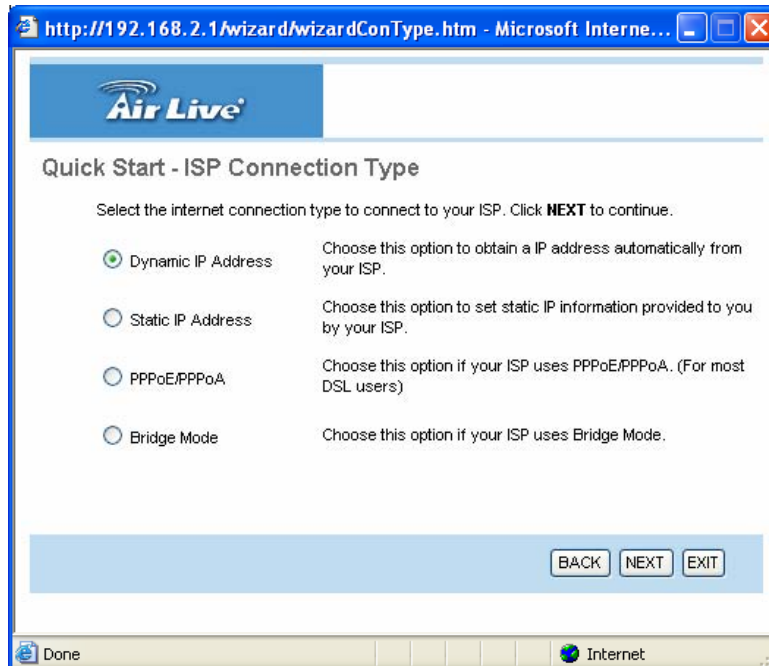 http://192.168.2.1/wizard/wizardConType.htm - Microsoft Interne...
Air Live
Quick Start - ISP Connection Type
Select the internet connection type to connect to your ISP. Click NEXT to continue.
Dynamic IP Address
Choose this option to obtain a IP address automatically from
your ISP.
Static IP Address
Choose this option to set static IP information provided to you
by your ISP.
PPPoE/PPPoA
Choose this option if your ISP uses PPPoE/PPPoA. (For most
DSL users)
Bridge Mode
Choose this option if your ISP uses Bridge Mode.
BACK NEXT EXIT
Done Internet